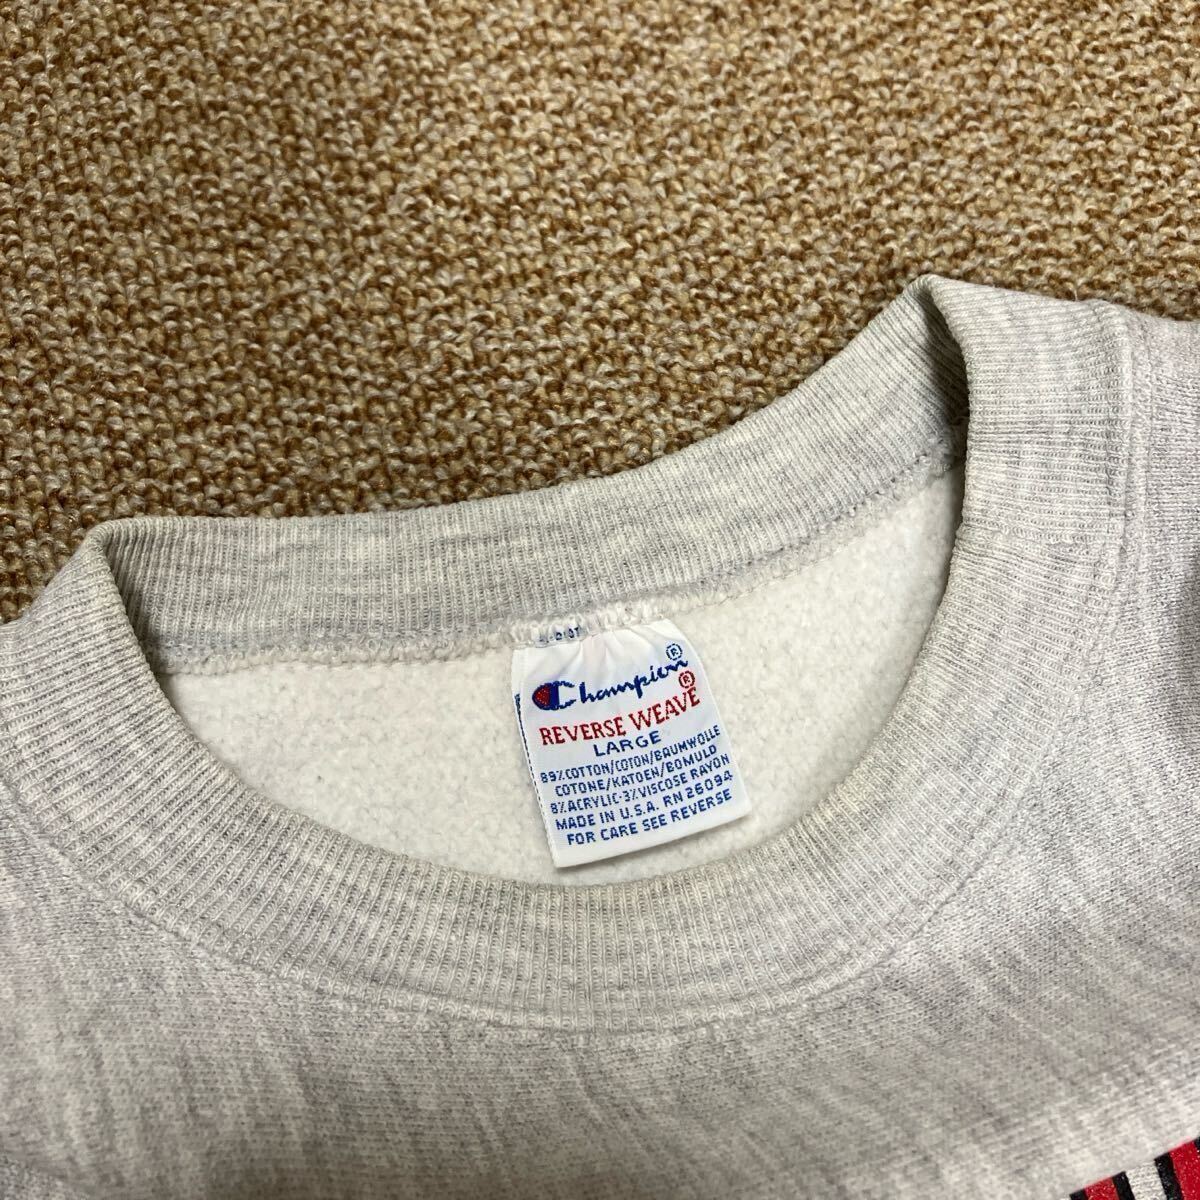 Champion®
REVERSE WEAVE®
LARGE
89% COTTON/COTON/BAUMWOLLE
COTONE/KATOEN/BOMULD
8% ACRYLIC-3% VISCOSE RAYON
MADE IN U.S.A. RN 26094
FOR CARE SEE REVERSE